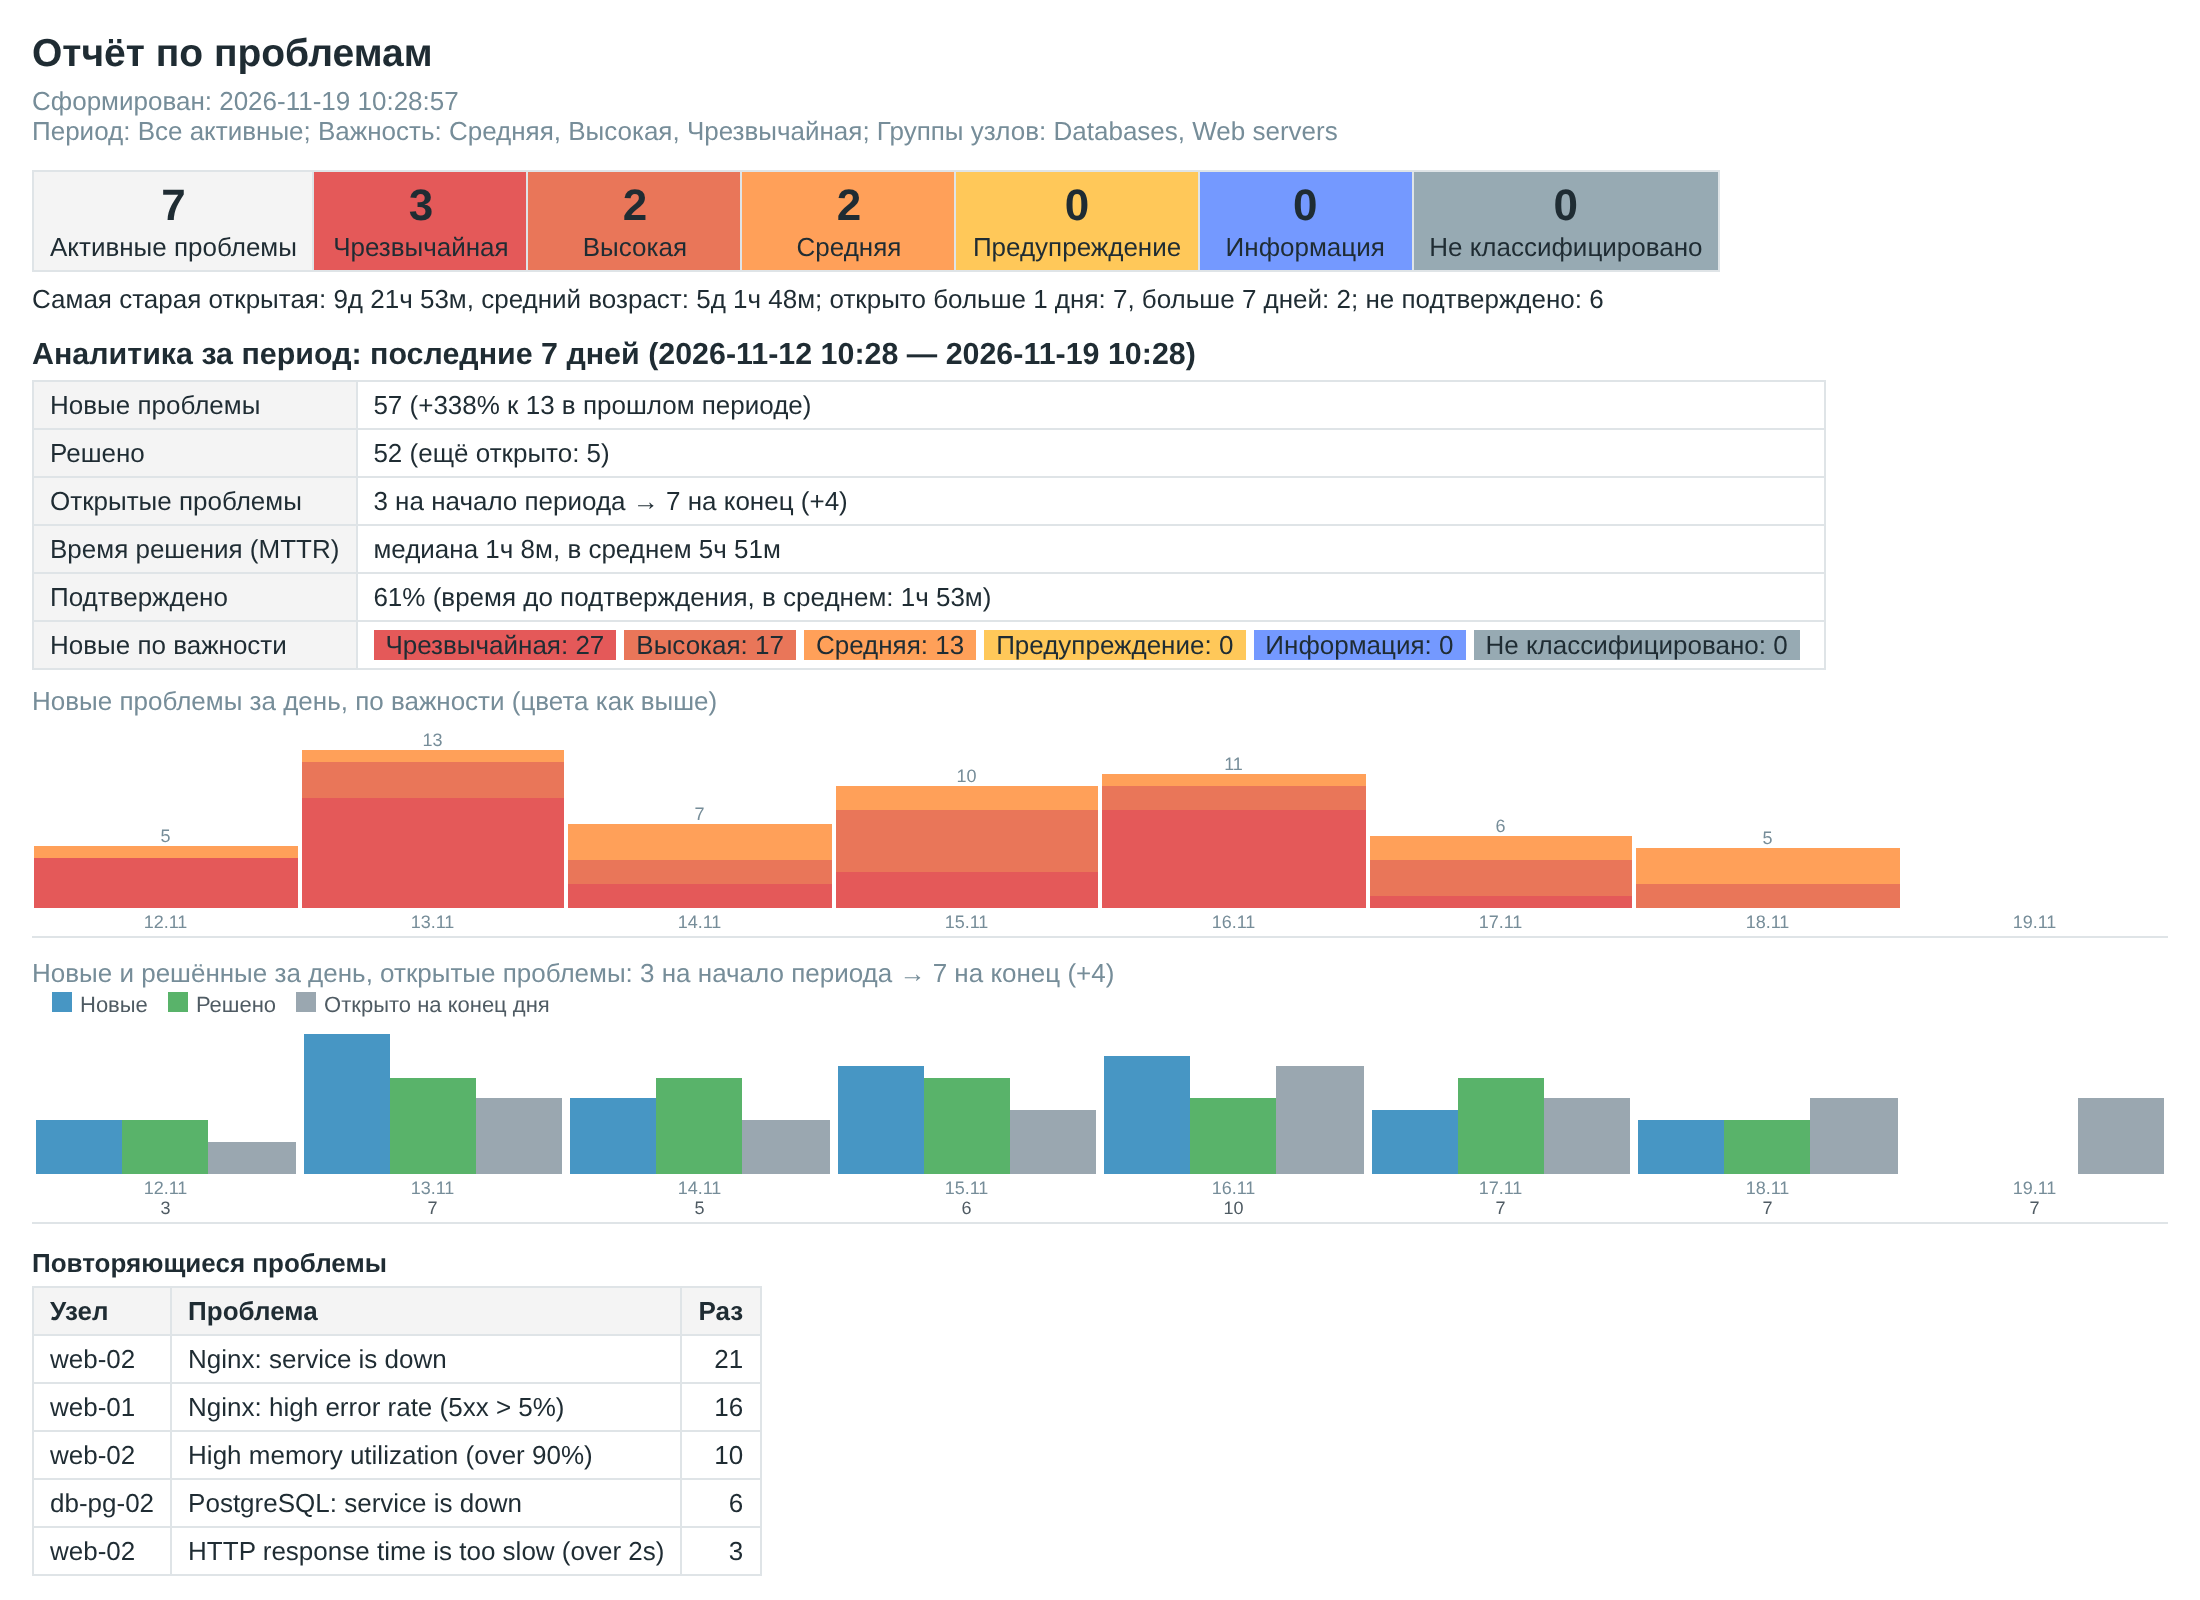 Отчёт по проблемам
Сформирован: 2026-11-19 10:28:57
Период: Все активные; Важность: Средняя, Высокая, Чрезвычайная; Группы узлов: Databases, Web servers
7 3 2 2 0 0 0
Активные проблемы Чрезвычайная Высокая Средняя Предупреждение Информация Не классифицировано
Самая старая открытая: 9д 21ч 53м, средний возраст: 5д 1ч 48м; открыто больше 1 дня: 7, больше 7 дней: 2; не подтверждено: 6
Аналитика за период: последние 7 дней (2026-11-12 10:28 — 2026-11-19 10:28)
Новые проблемы 57 (+338% к 13 в прошлом периоде)
Решено 52 (ещё открыто: 5)
Открытые проблемы 3 на начало периода → 7 на конец (+4)
Время решения (MTTR) медиана 1ч 8м, в среднем 5ч 51м
Подтверждено 61% (время до подтверждения, в среднем: 1ч 53м)
Новые по важности Чрезвычайная: 27 Высокая: 17 Средняя: 13 Предупреждение: 0 Информация: 0 Не классифицировано: 0
Новые проблемы за день, по важности (цвета как выше)
5 13 7 10 11 6 5
12.11 13.11 14.11 15.11 16.11 17.11 18.11 19.11
Новые и решённые за день, открытые проблемы: 3 на начало периода → 7 на конец (+4)
Новые Решено Открыто на конец дня
12.11 13.11 14.11 15.11 16.11 17.11 18.11 19.11
3 7 5 6 10 7 7 7
Повторяющиеся проблемы
Узел Проблема Раз
web-02 Nginx: service is down 21
web-01 Nginx: high error rate (5xx > 5%) 16
web-02 High memory utilization (over 90%) 10
db-pg-02 PostgreSQL: service is down 6
web-02 HTTP response time is too slow (over 2s) 3